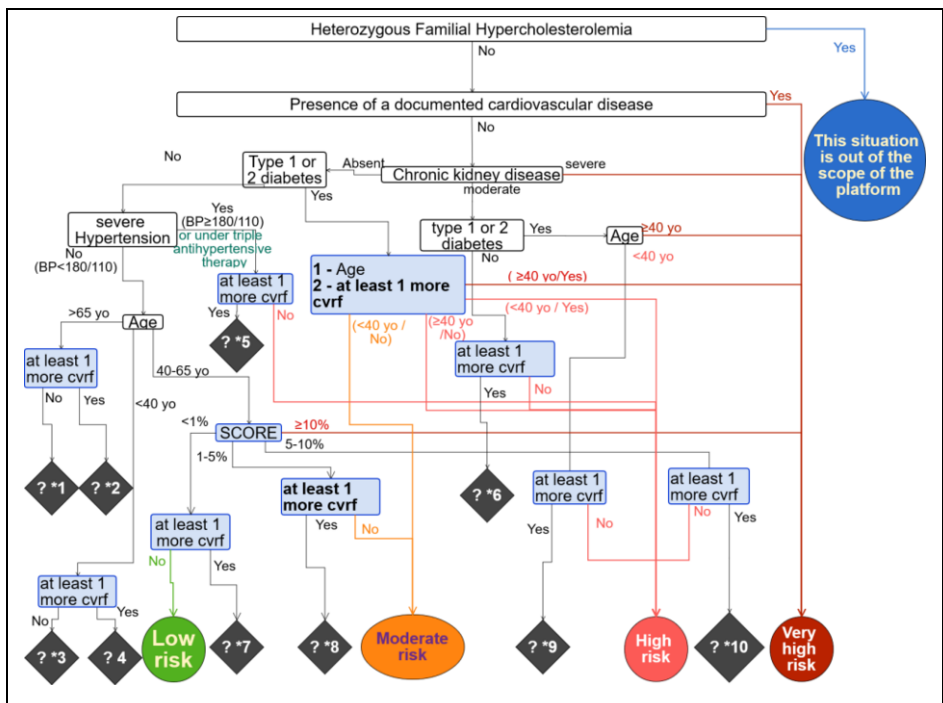 Heterozygous Familial Hypercholesterolemia
No
Yes
Presence of a documented cardiovascular disease
Yes
No
This situation
is out of the
scope of the
platform
No
Type 1 or
2 diabetes
Absent
Chronic kidney disease
severe
moderate
Yes
severe
Hypertension
Yes
(BP≥180/110)
or under triple
antihypertensive
therapy
No
(BP<180/110)
type 1 or 2
diabetes
Yes
Age
≥40 yo
<40 yo
No
at least 1
more cvrf
1 - Age
2 - at least 1 more
cvrf
( ≥40 yo/Yes)
(<40 yo / Yes)
(<40 yo /
No)
(≥40 yo
/No)
Yes
No
? *5
>65 yo
Age
at least 1
more cvrf
40-65 yo
<40 yo
No
Yes
? *1
? *2
at least 1
more cvrf
Yes
No
? *6
<1%
SCORE
≥10%
1-5%
5-10%
at least 1
more cvrf
Yes
No
at least 1
more cvrf
No
Yes
at least 1
more cvrf
Yes
No
at least 1
more cvrf
No
Yes
at least 1
more cvrf
No
Yes
? *3
? 4
Low
risk
? *7
? *8
Moderate
risk
? *9
High
risk
? *10
Very
high
risk